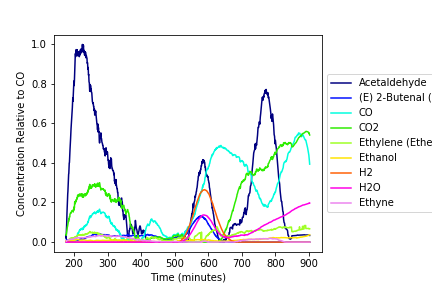 Concentration Relative to CO
1.0
0.8
0.6
0.4
0.2
0.0
200 300 400 500 600 700 800 900
Time (minutes)
Acetaldehyde
(E) 2-Butenal (
CO
CO2
Ethylene (Ethe
Ethanol
H2
H2O
Ethyne